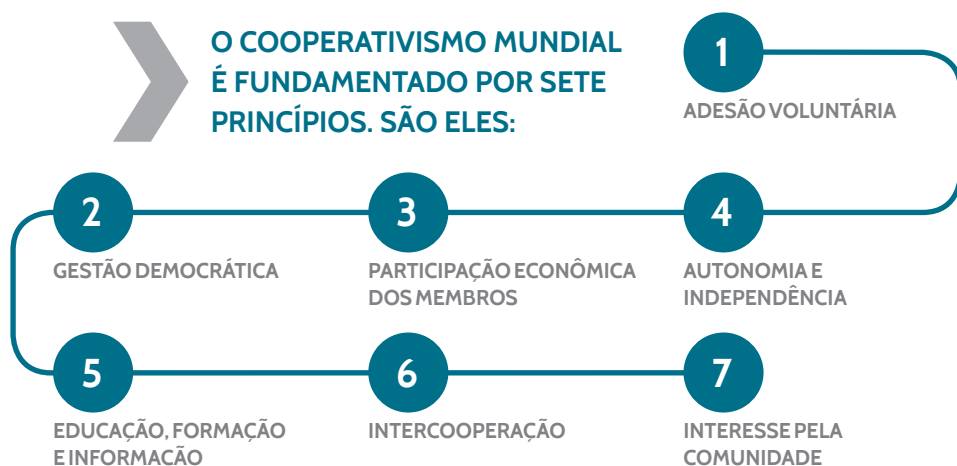 O COOPERATIVISMO MUNDIAL
É FUNDAMENTADO POR SETE
PRINCÍPIOS. SÃO ELES:
1
ADESÃO VOLUNTÁRIA
2
GESTÃO DEMOCRÁTICA
3
PARTICIPAÇÃO ECONÔMICA
DOS MEMBROS
4
AUTONOMIA E
INDEPENDÊNCIA
5
EDUCAÇÃO, FORMAÇÃO
E INFORMAÇÃO
6
INTERCOOPERAÇÃO
7
INTERESSE PELA
COMUNIDADE